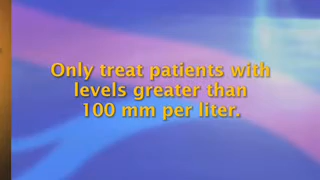 Only treat patients with
levels greater than
100 mm per liter.